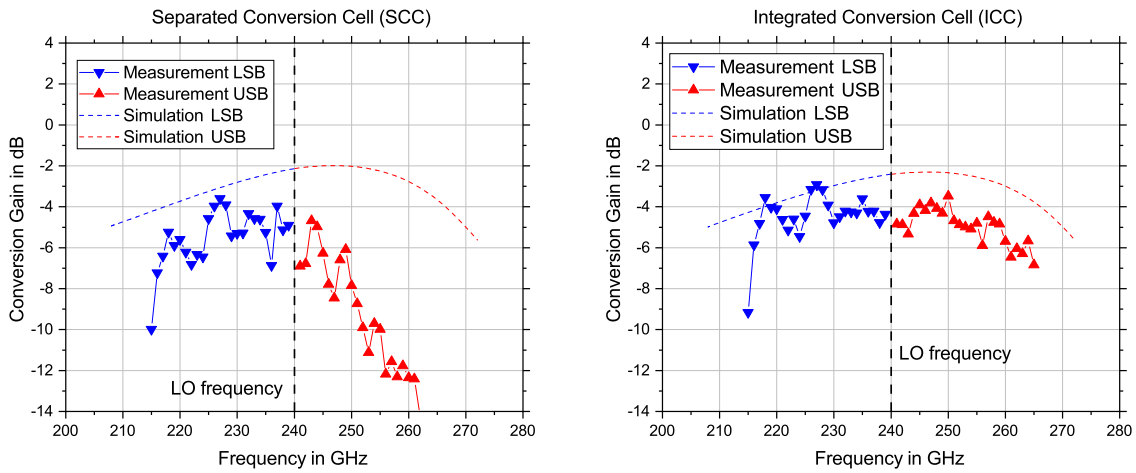 Separated Conversion Cell (SCC)
4
2
0
-2
-4
-6
-8
-10
-12
-14
Conversion Gain in dB
Measurement LSB
Measurement USB
Simulation LSB
Simulation USB
LO frequency
200 210 220 230 240 250 260 270 280
Frequency in GHz
Integrated Conversion Cell (ICC)
4
2
0
-2
-4
-6
-8
-10
-12
-14
Conversion Gain in dB
Measurement LSB
Measurement USB
Simulation LSB
Simulation USB
LO frequency
200 210 220 230 240 250 260 270 280
Frequency in GHz